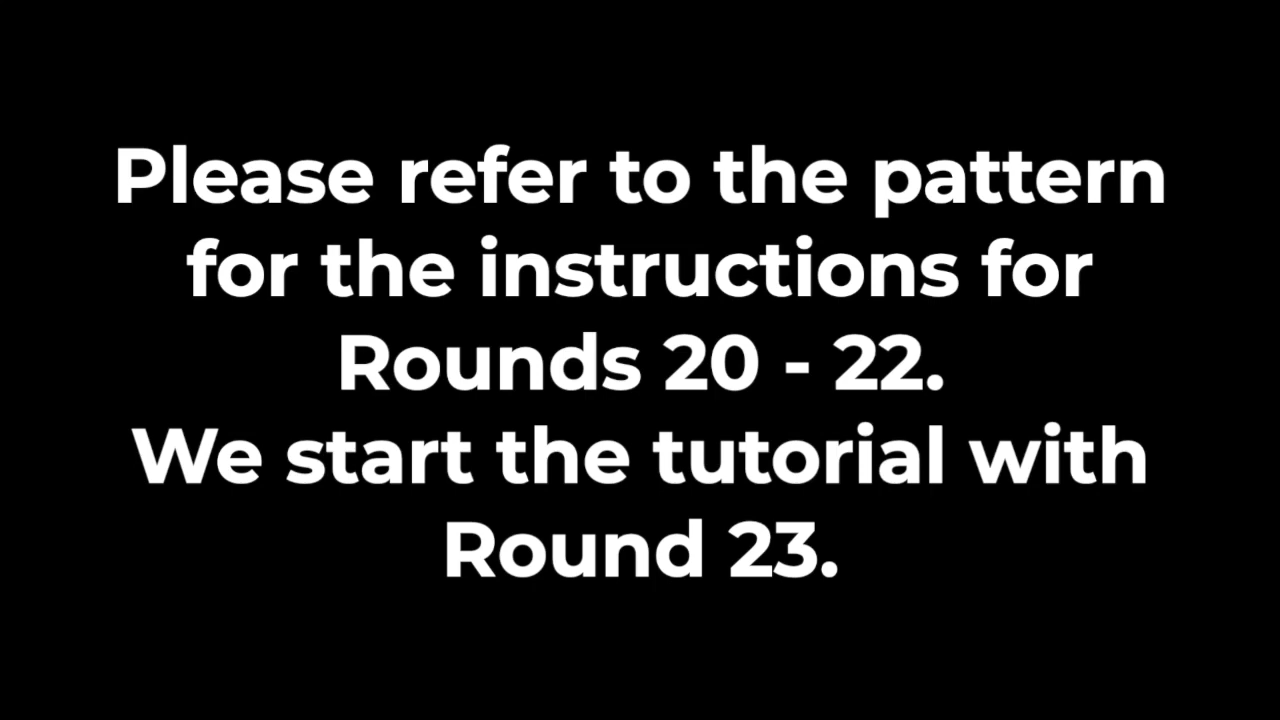 Please refer to the pattern
for the instructions for
Rounds 20 - 22.
We start the tutorial with
Round 23.